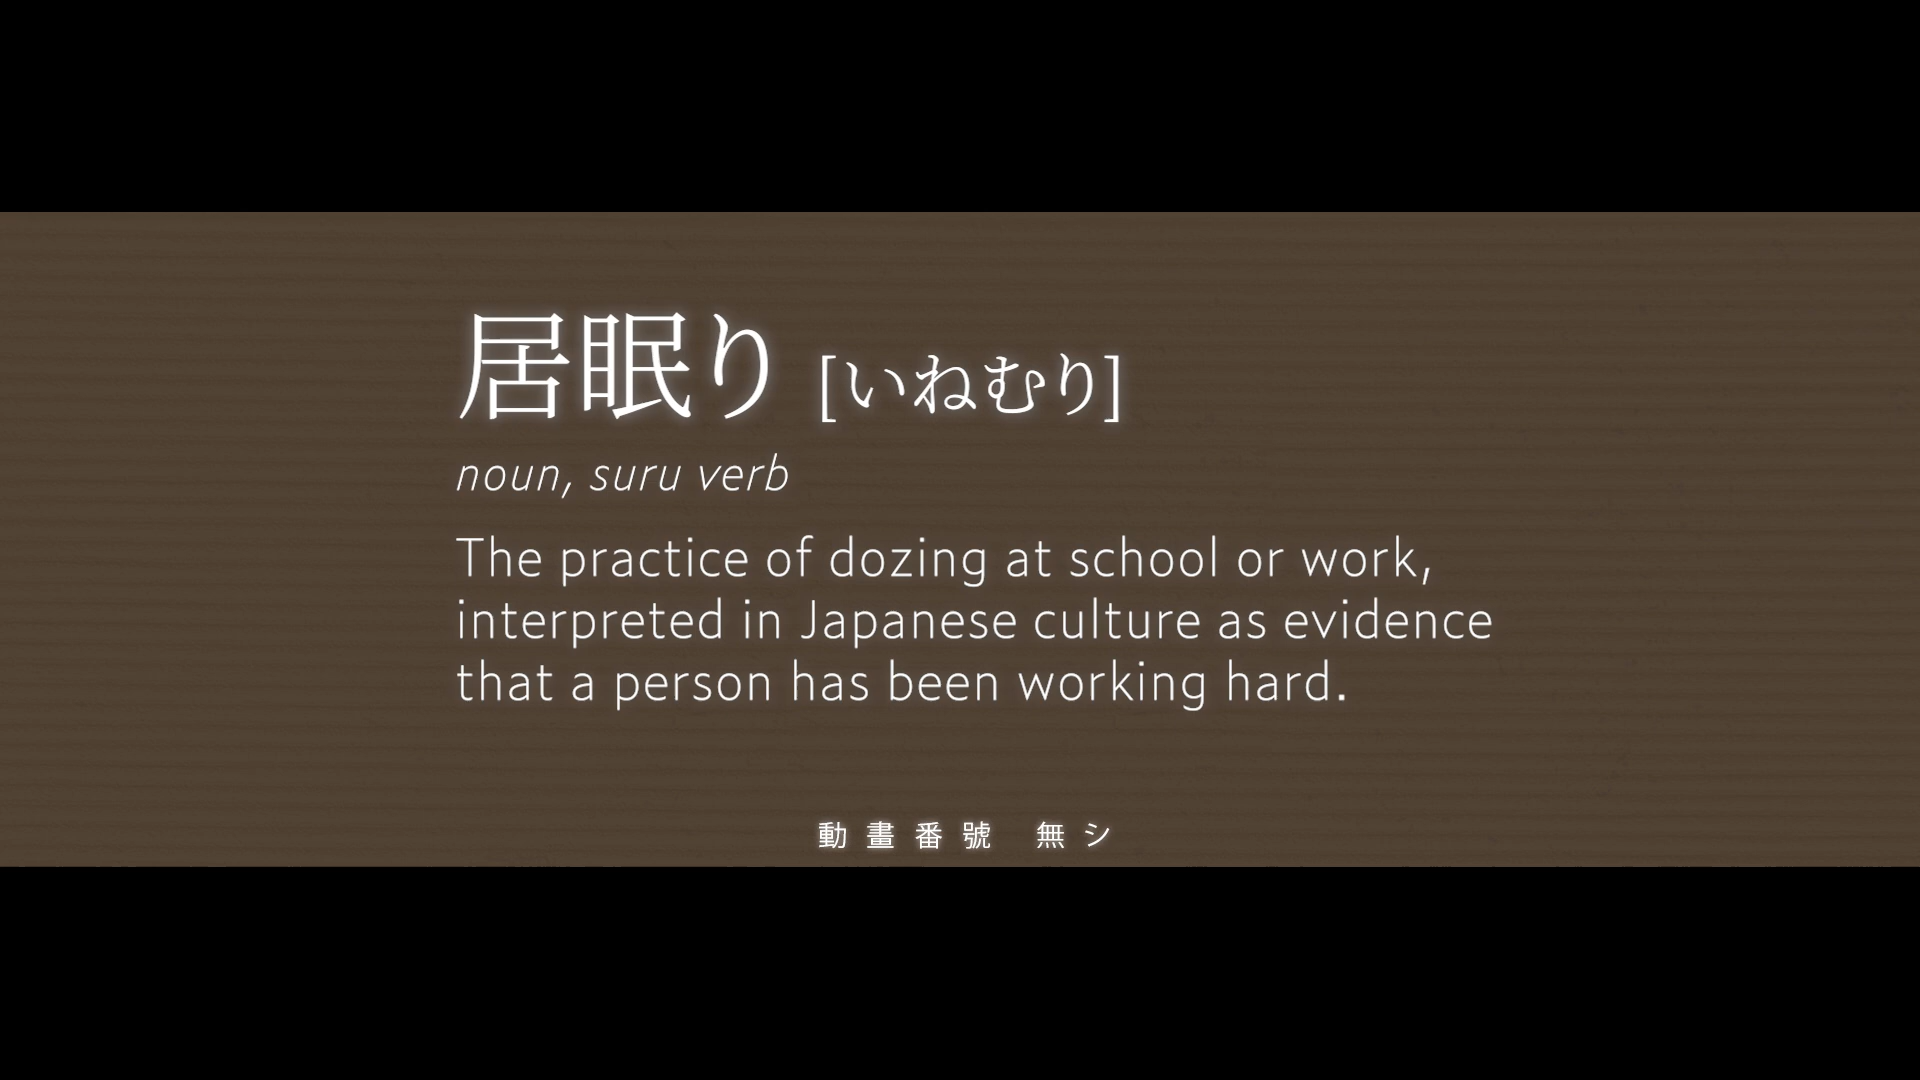 居眠り [いねむり]
noun, suru verb
The practice of dozing at school or work,
interpreted in Japanese culture as evidence
that a person has been working hard.
動畫番號 無シ